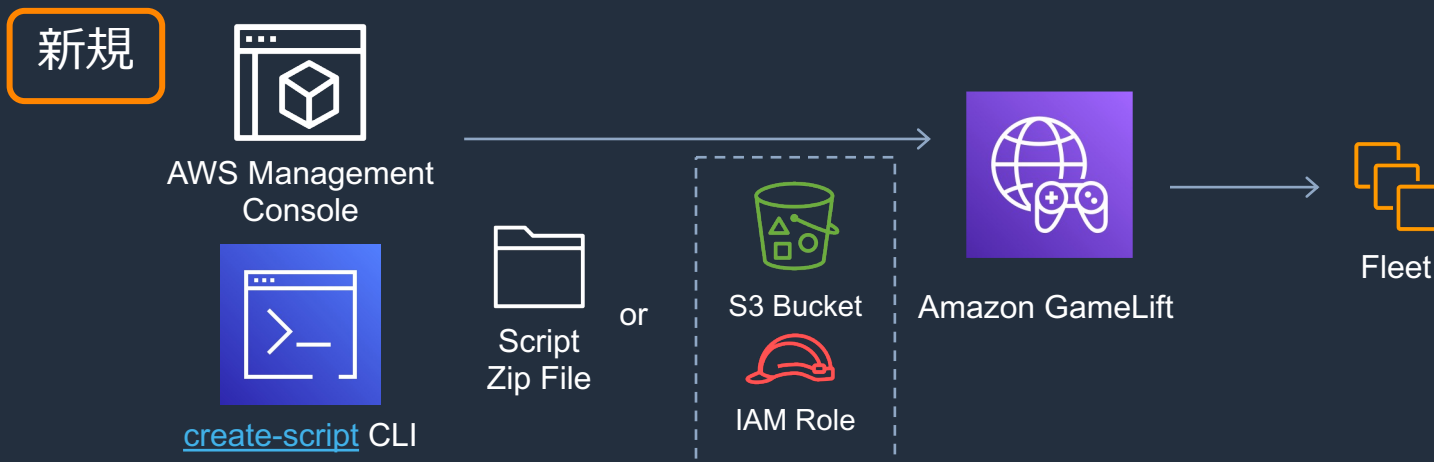 新規
AWS Management
Console
create-script CLI
Script
Zip File
or
S3 Bucket
IAM Role
Amazon GameLift
Fleet